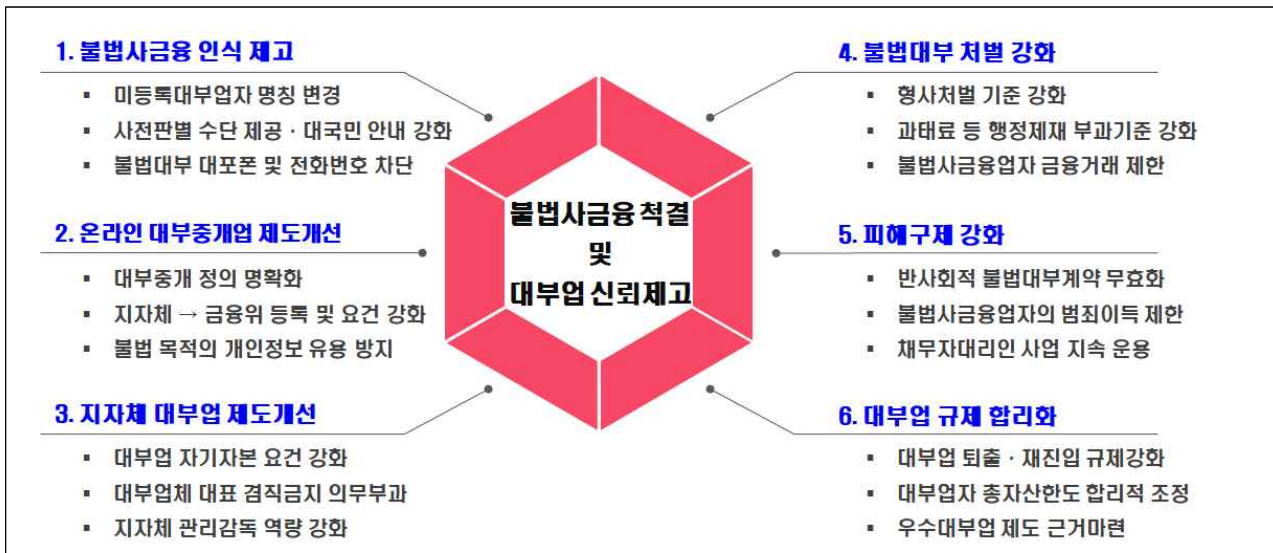 1. 불법사금융 인식 제고
▪ 미등록대부업자 명칭 변경
▪ 사전판별 수단 제공 · 대국민 안내 강화
▪ 불법대부 대포폰 및 전화번호 차단
2. 온라인 대부중개업 제도개선
▪ 대부중개 정의 명확화
▪ 지자체 → 금융위 등록 및 요건 강화
▪ 불법 목적의 개인정보 유용 방지
3. 지자체 대부업 제도개선
▪ 대부업 자기자본 요건 강화
▪ 대부업체 대표 겸직금지 의무부과
▪ 지자체 관리감독 역량 강화
불법사금융 척결
및
대부업 신뢰제고
4. 불법대부 처벌 강화
▪ 형사처벌 기준 강화
▪ 과태료 등 행정제재 부과기준 강화
▪ 불법사금융업자 금융거래 제한
5. 피해구제 강화
▪ 반사회적 불법대부계약 무효화
▪ 불법사금융업자의 범죄이득 제한
▪ 채무자대리인 사업 지속 운용
6. 대부업 규제 합리화
▪ 대부업 퇴출 · 재진입 규제강화
▪ 대부업자 총자산한도 합리적 조정
▪ 우수대부업 제도 근거마련